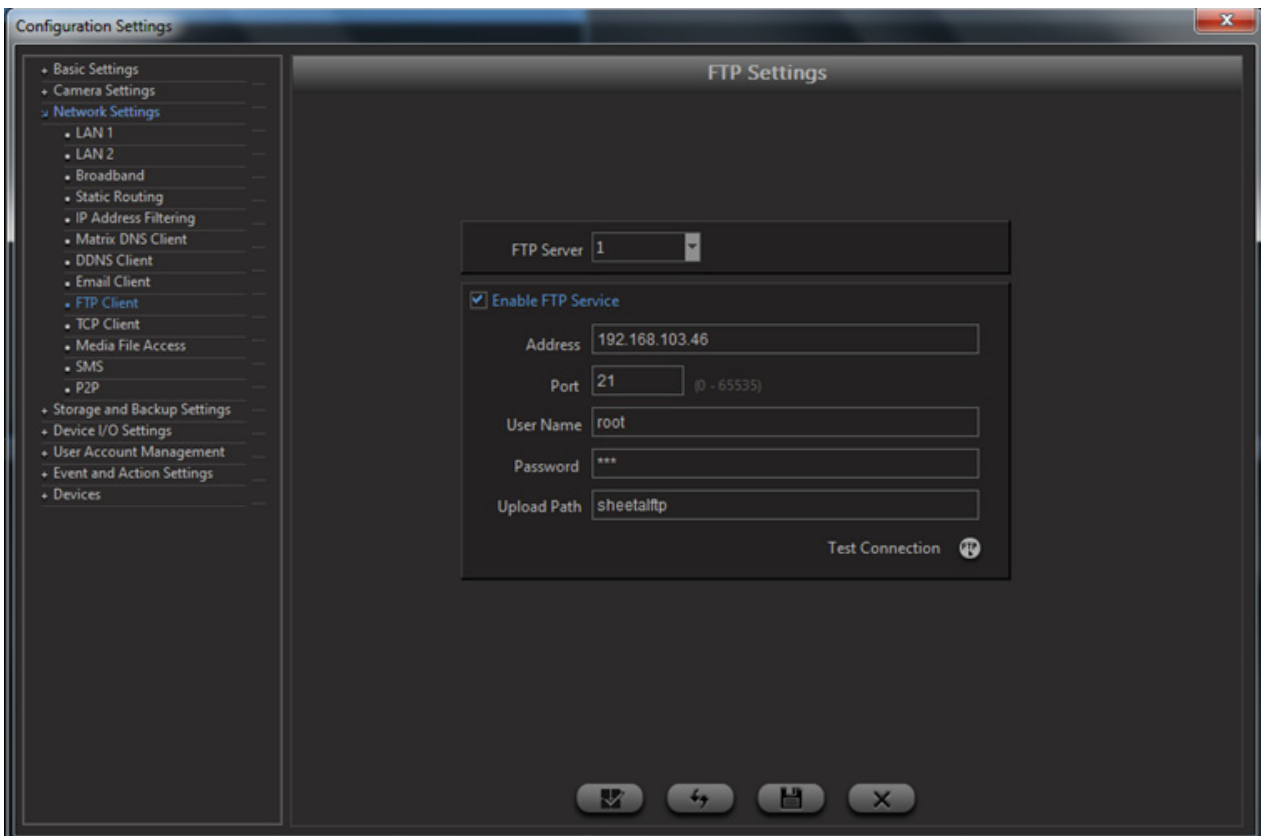 Configuration Settings
Basic Settings
Camera Settings
Network Settings
LAN 1
LAN 2
Broadband
Static Routing
IP Address Filtering
Matrix DNS Client
DDNS Client
Email Client
FTP Client
TCP Client
Media File Access
SMS
P2P
Storage and Backup Settings
Device I/O Settings
User Account Management
Event and Action Settings
Devices
FTP Settings
FTP Server 1
Enable FTP Service
Address 192.168.103.46
Port 21 (0 - 65535)
User Name root
Password ***
Upload Path sheetalftp
Test Connection FTP